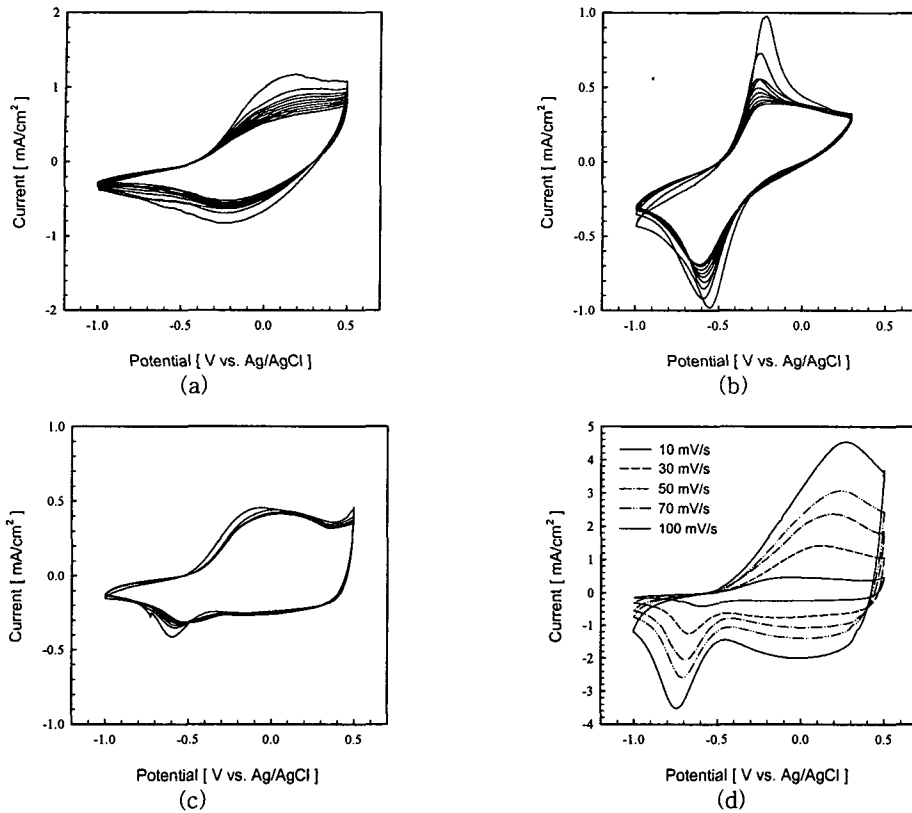 2
1
0
-1
-2
Current [ mA/cm²
-1.0 -0.5 0.0 0.5
Potential [ V vs. Ag/AgCl ]
(a)
1.0
0.5
0.0
-0.5
-1.0
Current [ mA/cm²
-1.0 -0.5 0.0 0.5
Potential [ V vs. Ag/AgCl ]
(b)
1.0
0.5
0.0
-0.5
-1.0
Current [ mA/cm²
-1.0 -0.5 0.0 0.5
Potential [ V vs. Ag/AgCl ]
(c)
5
4
3
2
1
0
-1
-2
-3
-4
Current [ mA/cm²
10 mV/s
30 mV/s
50 mV/s
70 mV/s
100 mV/s
-1.0 -0.5 0.0 0.5
Potential [ V vs. Ag/AgCl ]
(d)